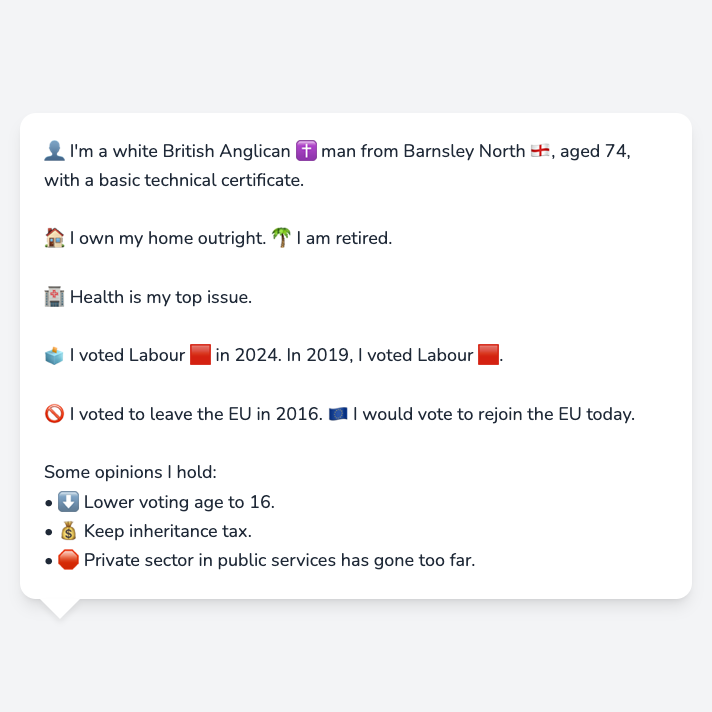 👤 I'm a white British Anglican ✝️ man from Barnsley North 🏴󠁧󠁢󠁥󠁮󠁧󠁿, aged 74,
with a basic technical certificate.
🏠 I own my home outright. 🌴 I am retired.
🏥 Health is my top issue.
🗳️ I voted Labour 🟥 in 2024. In 2019, I voted Labour 🟥.
🚫 I voted to leave the EU in 2016. 🇪🇺 I would vote to rejoin the EU today.
Some opinions I hold:
• ⬇️ Lower voting age to 16.
• 💰 Keep inheritance tax.
• 🛑 Private sector in public services has gone too far.